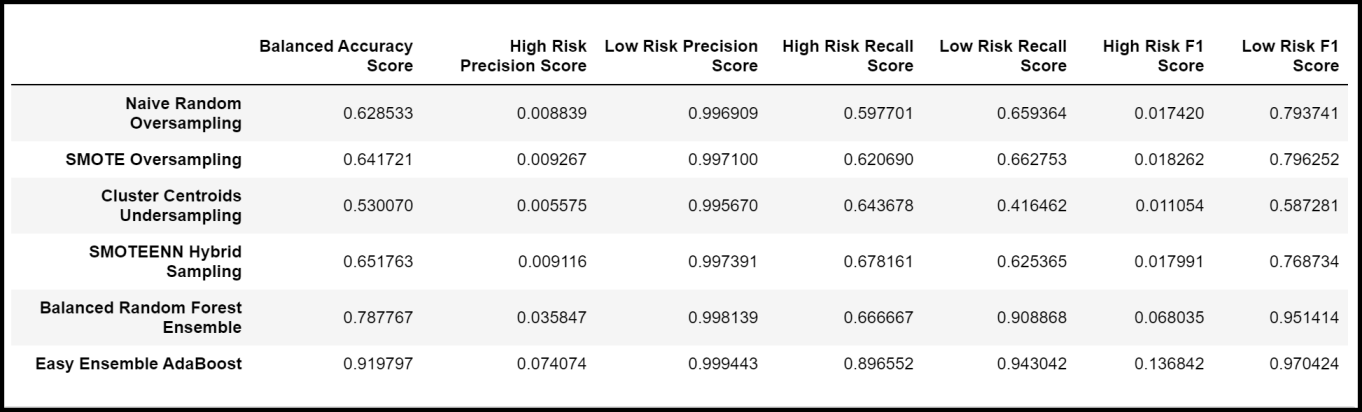 Balanced Accuracy Score High Risk Precision Score Low Risk Precision Score High Risk Recall Score Low Risk Recall Score High Risk F1 Score Low Risk F1 Score
Naive Random Oversampling 0.628533 0.008839 0.996909 0.597701 0.659364 0.017420 0.793741
SMOTE Oversampling 0.641721 0.009267 0.997100 0.620690 0.662753 0.018262 0.796252
Cluster Centroids Undersampling 0.530070 0.005575 0.995670 0.643678 0.416462 0.011054 0.587281
SMOTEENN Hybrid Sampling 0.651763 0.009116 0.997391 0.678161 0.625365 0.017991 0.768734
Balanced Random Forest Ensemble 0.787767 0.035847 0.998139 0.666667 0.908868 0.068035 0.951414
Easy Ensemble AdaBoost 0.919797 0.074074 0.999443 0.896552 0.943042 0.136842 0.970424